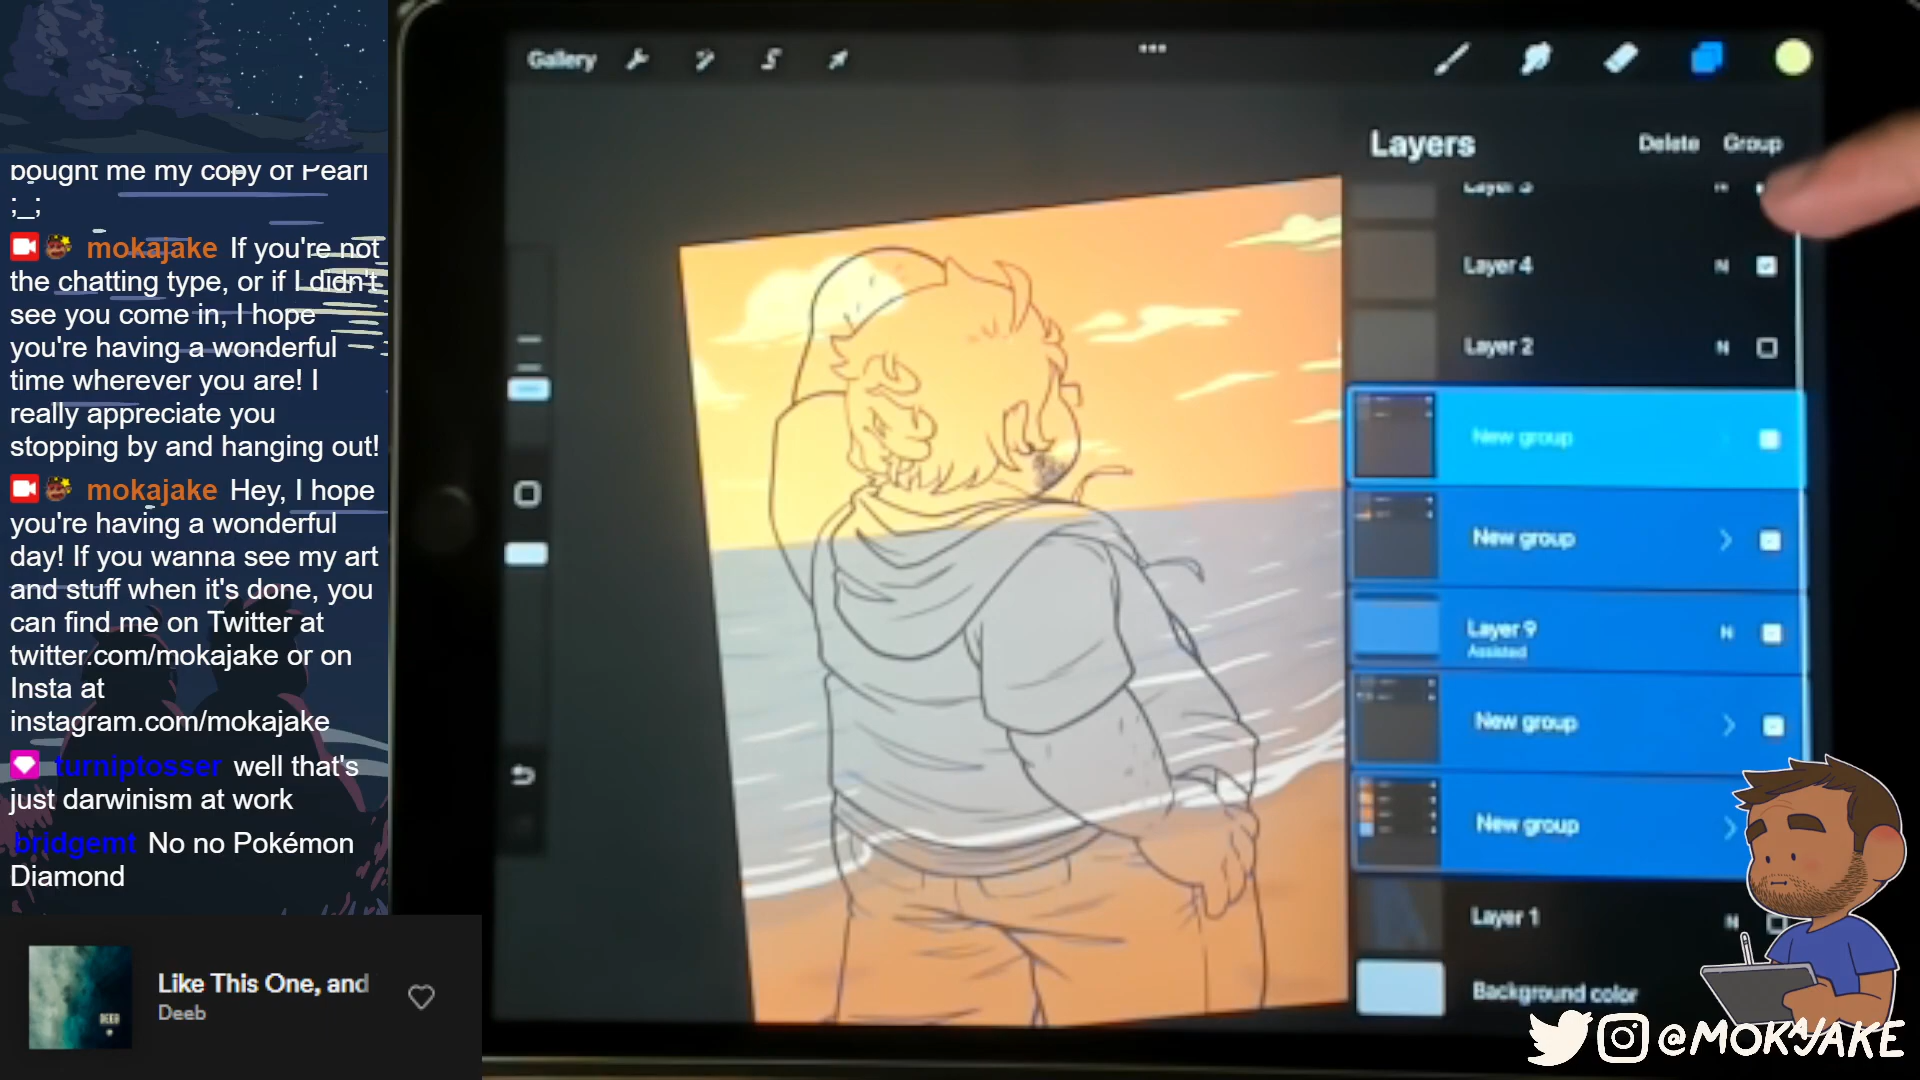 bought me my copy of Pearl
;_;
mokajake If you're not
the chatting type, or if I didn't
see you come in, I hope
you're having a wonderful
time wherever you are! I
really appreciate you
stopping by and hanging out!
mokajake Hey, I hope
you're having a wonderful
day! If you wanna see my art
and stuff when it's done, you
can find me on Twitter at
twitter.com/mokajake or on
Insta at
instagram.com/mokajake
turniptosser well that's
just darwinism at work
bridgemt No no Pokémon
Diamond
Like This One, and
Deeb
Gallery
Layers
Delete
Group
Layer 4
N
Layer 2
N
New group
New group
Layer 9
N
Assisted
New group
New group
Layer 1
N
Background color
@MOKAJAKE